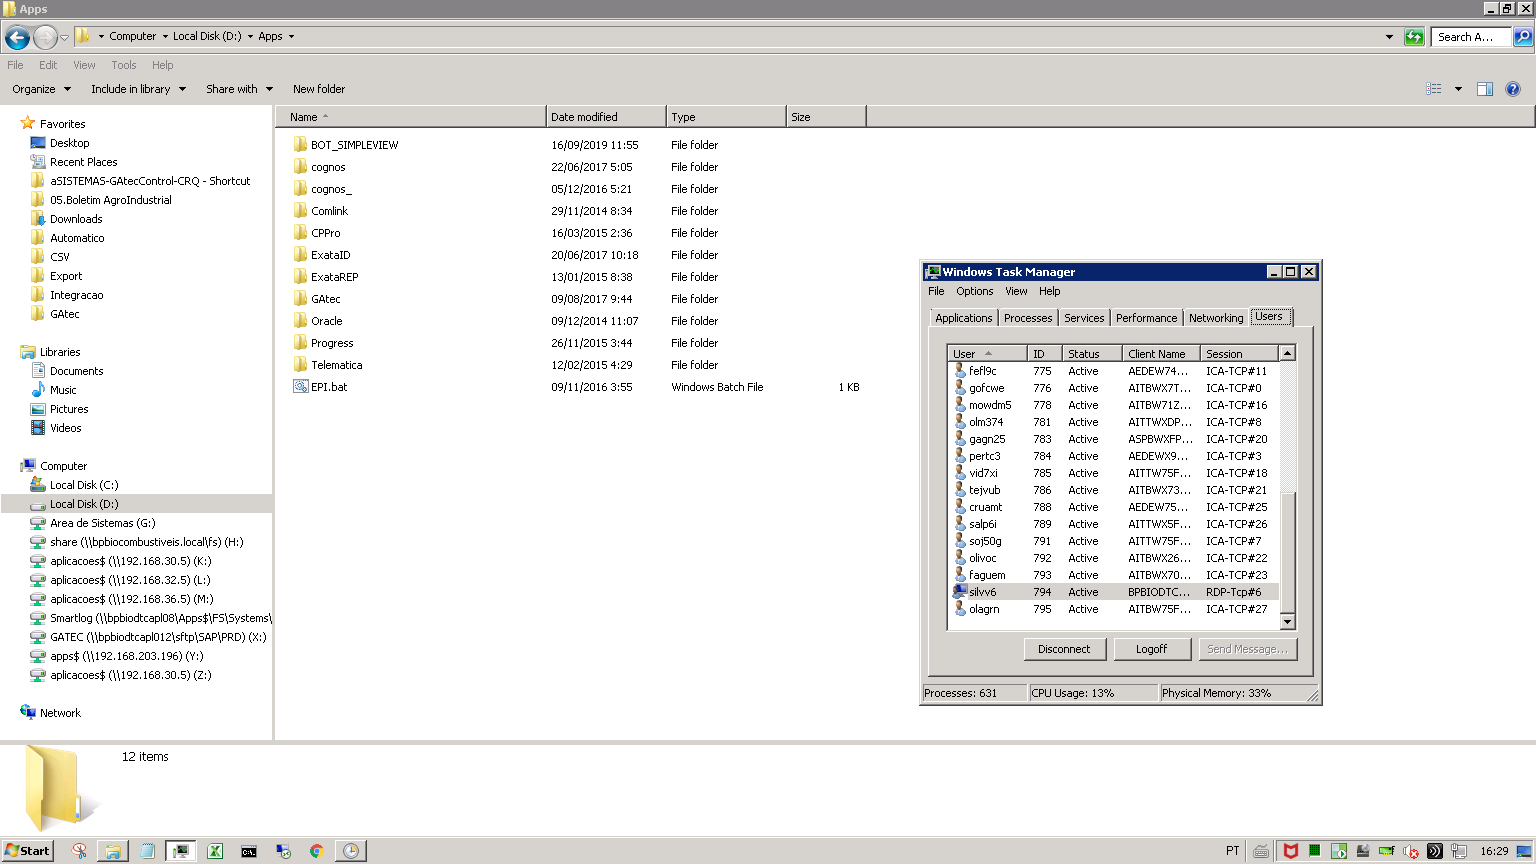 Apps
Computer Local Disk (D:) Apps
Search A...
File Edit View Tools Help
Organize Include in library Share with New folder
Name Date modified Type Size
Favorites
Desktop
Recent Places
aSISTEMAS-GAtecControl-CRQ - Shortcut
05.Boletim AgroIndustrial
Downloads
Automatico
CSV
Export
Integracao
GAtec
Libraries
Documents
Music
Pictures
Videos
Computer
Local Disk (C:)
Local Disk (D:)
Area de Sistemas (G:)
share (\\bpbiocombustiveis.local\fs) (H:)
aplicacoes$ (\\192.168.30.5) (K:)
aplicacoes$ (\\192.168.32.5) (L:)
aplicacoes$ (\\192.168.36.5) (M:)
Smartlog (\\bpbiodtcapl08\Apps$\FS\Systems\
GATEC (\\bpbiodtcapl012\sftp\SAP\PRD) (X:)
apps$ (\\192.168.203.196) (Y:)
aplicacoes$ (\\192.168.30.5) (Z:)
Network
BOT_SIMPLEVIEW 16/09/2019 11:55 File folder
cognos 22/06/2017 5:05 File folder
cognos_ 05/12/2016 5:21 File folder
Comlink 29/11/2014 8:34 File folder
CPPro 16/03/2015 2:36 File folder
ExataID 20/06/2017 10:18 File folder
ExataREP 13/01/2015 8:38 File folder
GAtec 09/08/2017 9:44 File folder
Oracle 09/12/2014 11:07 File folder
Progress 26/11/2015 3:44 File folder
Telematica 12/02/2015 4:29 File folder
EPI.bat 09/11/2016 3:55 Windows Batch File 1 KB
Windows Task Manager
File Options View Help
Applications Processes Services Performance Networking Users
User ID Status Client Name Session
fefl9c 775 Active AEDEW74... ICA-TCP#11
gofcwe 776 Active AITBWX7T... ICA-TCP#0
mowdm5 778 Active AITBW71Z... ICA-TCP#16
olm374 781 Active AITTWXDP... ICA-TCP#8
gagn25 783 Active ASPBWXFP... ICA-TCP#20
pertc3 784 Active AEDEWX9... ICA-TCP#3
vid7xi 785 Active AITTW75F... ICA-TCP#18
tejvub 786 Active AITBWX73... ICA-TCP#21
cruamt 788 Active AEDEW75... ICA-TCP#25
salp6i 789 Active AITTWX5F... ICA-TCP#26
soj50g 791 Active AITTW75F... ICA-TCP#7
olivoc 792 Active AITBWX26... ICA-TCP#22
faguem 793 Active AITBWX70... ICA-TCP#23
silvv6 794 Active BPBIODTC... RDP-Tcp#6
olagrn 795 Active AITBW75F... ICA-TCP#27
Disconnect Logoff Send Message...
Processes: 631 CPU Usage: 13% Physical Memory: 33%
12 items
Start PT 16:29